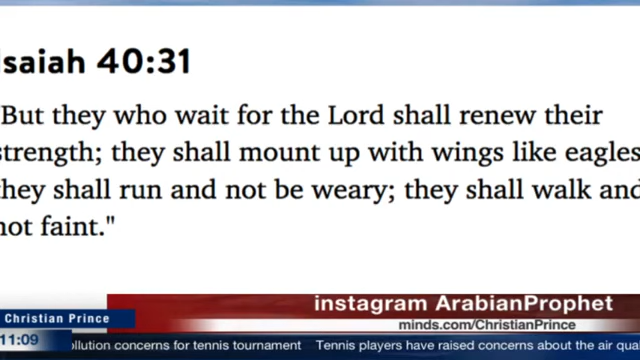 Isaiah 40:31
"But they who wait for the Lord shall renew their
strength; they shall mount up with wings like eagles
they shall run and not be weary; they shall walk and
not faint."
instagram ArabianProphet
Christian Prince
minds.com/ChristianPrince
11:09
ollution concerns for tennis tournament Tennis players have raised concerns about the air qua